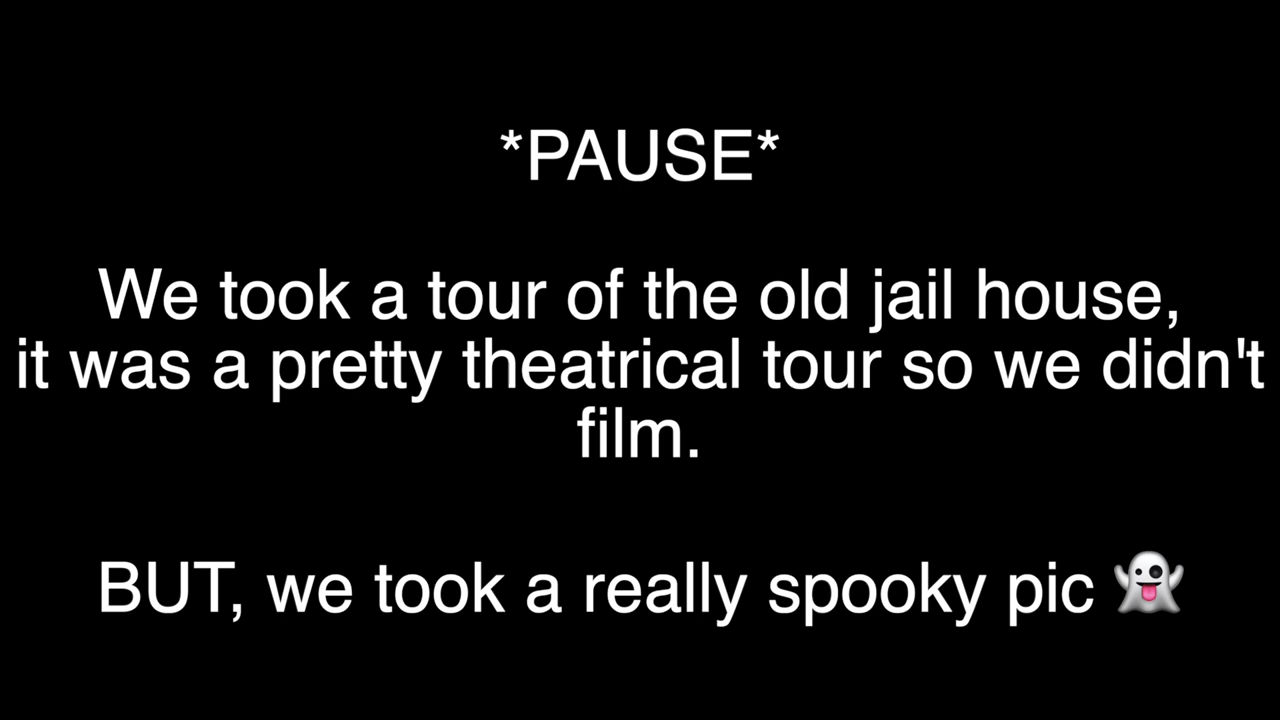 *PAUSE*
We took a tour of the old jail house,
it was a pretty theatrical tour so we didn't
film.
BUT, we took a really spooky pic 👻